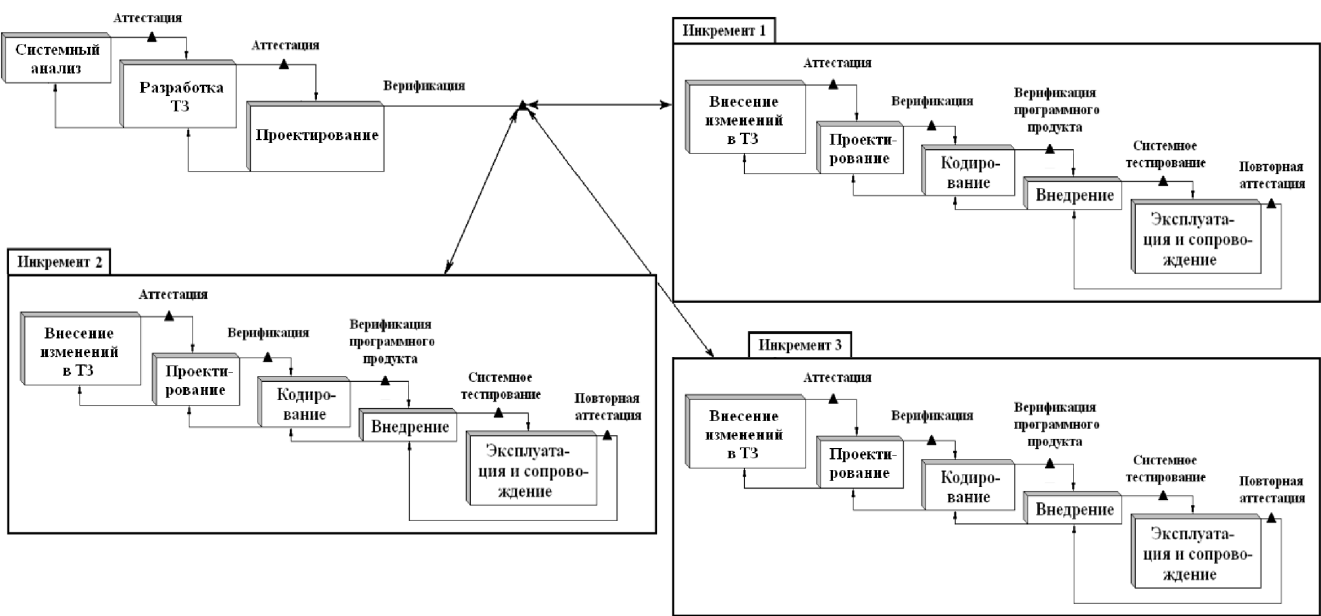 Аттестация
Системный
анализ
Аттестация
Разработка
ТЗ
Верификация
Проектирование
Инкремент 1
Аттестация
Внесение
изменений
в ТЗ
Верификация
Проекти-
рование
Верификация
программного
продукта
Кодиро-
вание
Системное
тестирование
Внедрение
Повторная
аттестация
Эксплуата-
ция и сопрово-
ждение
Инкремент 2
Аттестация
Внесение
изменений
в ТЗ
Верификация
Проекти-
рование
Верификация
программного
продукта
Кодиро-
вание
Системное
тестирование
Внедрение
Повторная
аттестация
Эксплуата-
ция и сопрово-
ждение
Инкремент 3
Аттестация
Внесение
изменений
в ТЗ
Верификация
Проекти-
рование
Верификация
программного
продукта
Кодиро-
вание
Системное
тестирование
Внедрение
Повторная
аттестация
Эксплуата-
ция и сопрово-
ждение